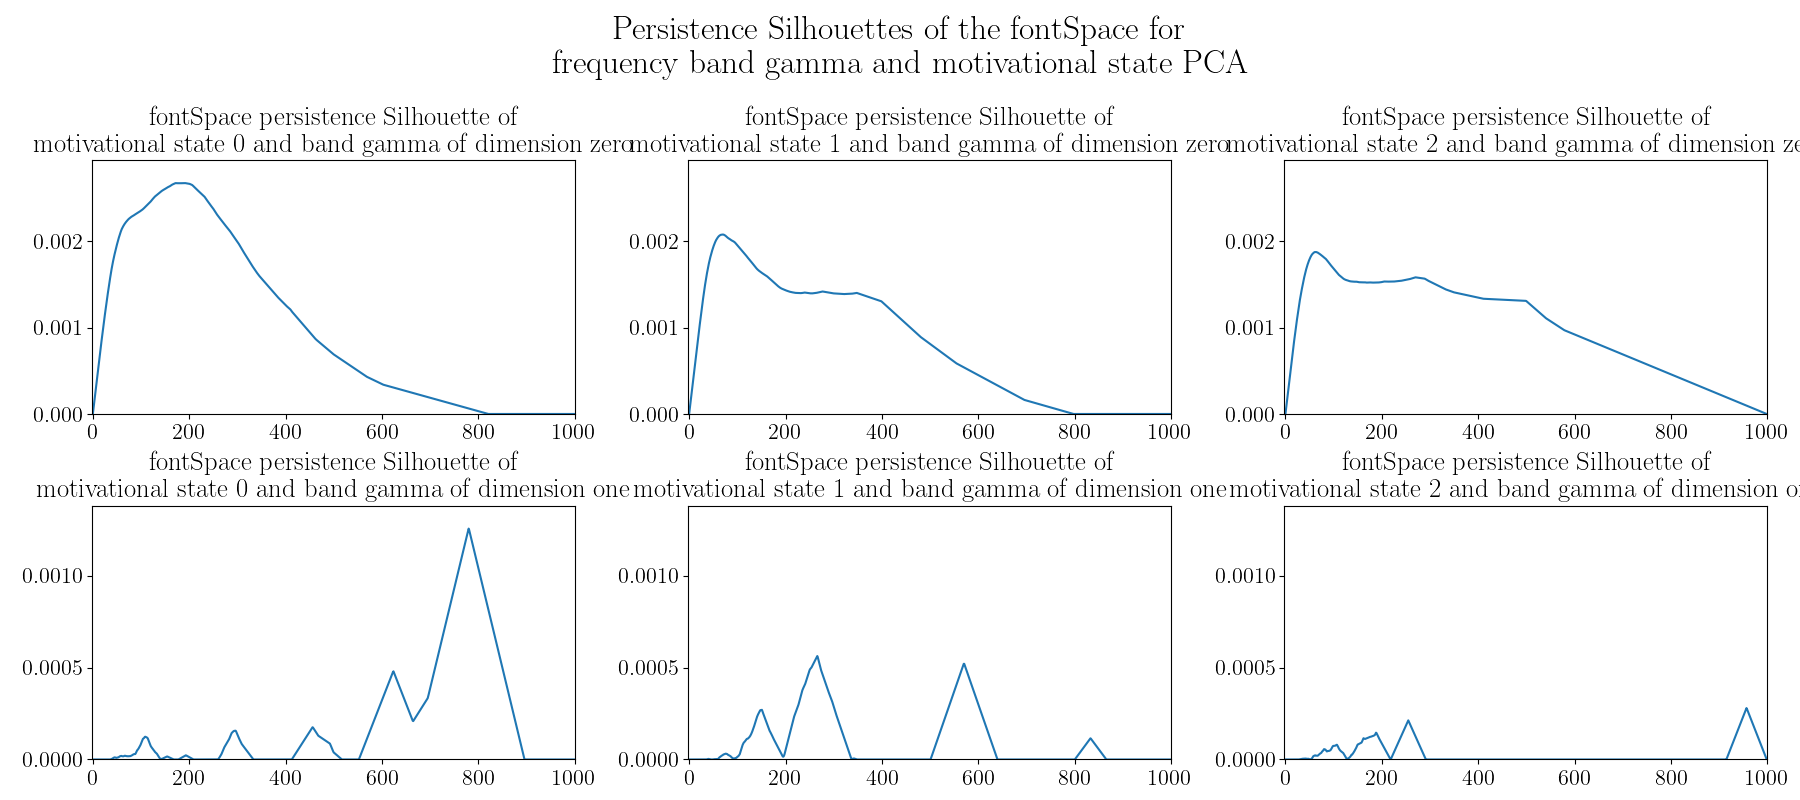 Persistence Silhouettes of the fontSpace for
frequency band gamma and motivational state PCA
fontSpace persistence Silhouette of
motivational state 0 and band gamma of dimension zero
0.002
0.001
0.000
0 200 400 600 800 1000
fontSpace persistence Silhouette of
motivational state 1 and band gamma of dimension zero
0.002
0.001
0.000
0 200 400 600 800 1000
fontSpace persistence Silhouette of
motivational state 2 and band gamma of dimension ze
0.002
0.001
0.000
0 200 400 600 800 1000
fontSpace persistence Silhouette of
motivational state 0 and band gamma of dimension one
0.0010
0.0005
0.0000
0 200 400 600 800 1000
fontSpace persistence Silhouette of
motivational state 1 and band gamma of dimension one
0.0010
0.0005
0.0000
0 200 400 600 800 1000
fontSpace persistence Silhouette of
motivational state 2 and band gamma of dimension o
0.0010
0.0005
0.0000
0 200 400 600 800 1000